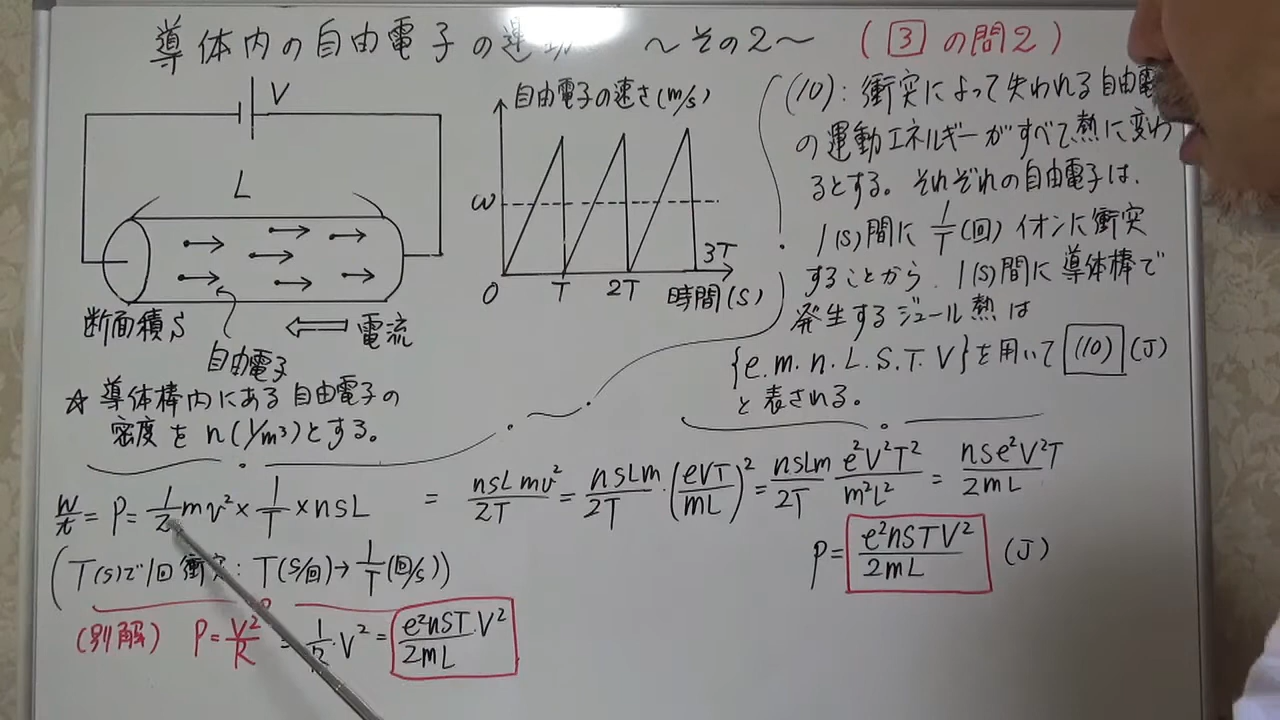 導体内の自由電子の運 ～その2～ (3の問2)
V
L
断面積S
自由電子
電流
自由電子の速さ(m/s)
ω
0 T 2T 3T
時間(s)
☆ 導体棒内にある自由電子の
密度をn(1/m³)とする。
(10): 衝突によって失われる自由電
の運動エネルギーがすべて熱に変わ
るとする。それぞれの自由電子は、
1(s)間に 1/T(回) イオンに衝突
することから、1(s)間に導体棒で
発生するジュール熱は
{e.m.n.L.S.T.V}を用いて (10) (J)
と表される。
W/t = P = 1/2 mv² × 1/T × nSL = nSLmv²/2T = nSLm/2T・(eVT/mL)² = nSLm/2T e²V²T²/m²L² = nSe²V²T/2mL
P = e²nSTV²/2mL (J)
(T(s)で1回衝突: T(s/回)→1/T(回/s))
(別解) P = V²/R = 1/R・V² = e²nST・V²/2mL